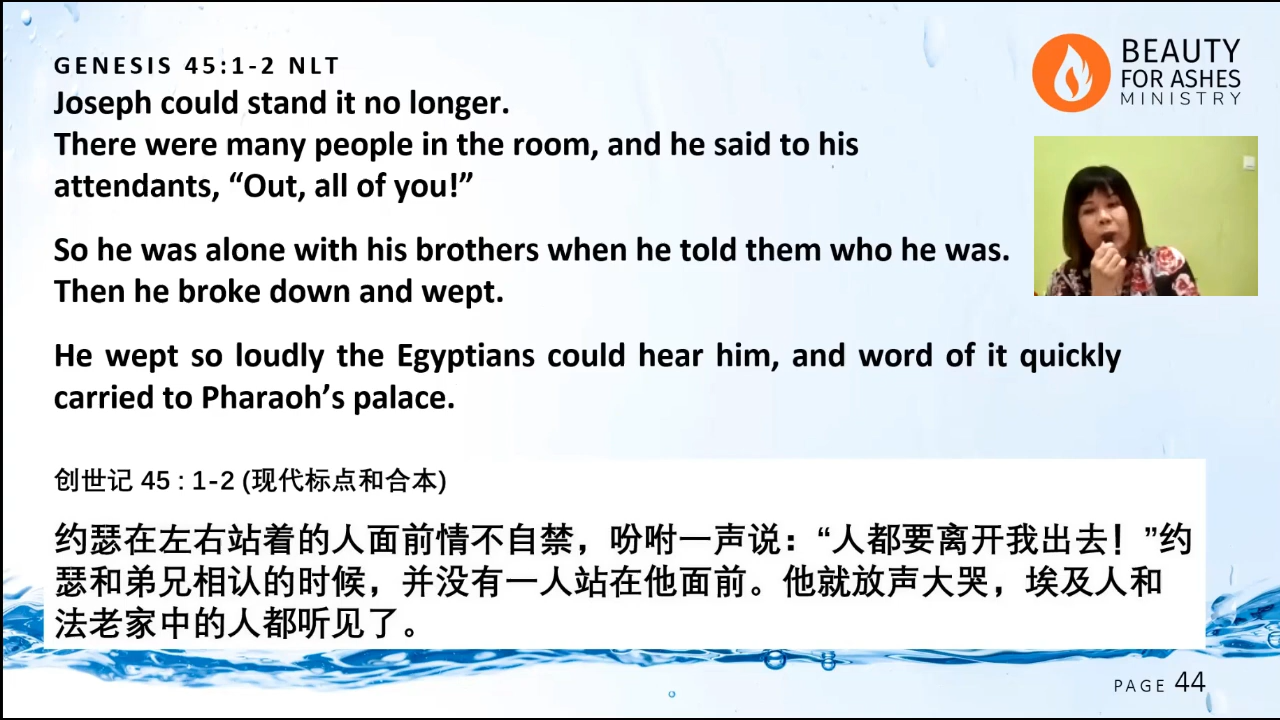 GENESIS 45:1-2 NLT
Joseph could stand it no longer.
There were many people in the room, and he said to his
attendants, “Out, all of you!”
So he was alone with his brothers when he told them who he was.
Then he broke down and wept.
He wept so loudly the Egyptians could hear him, and word of it quickly
carried to Pharaoh’s palace.
创世记 45 : 1-2 (现代标点和合本)
约瑟在左右站着的人面前情不自禁，吩咐一声说：“人都要离开我出去！”约
瑟和弟兄相认的时候，并没有一人站在他面前。他就放声大哭，埃及人和
法老家中的人都听见了。
BEAUTY
FOR ASHES
MINISTRY
PAGE 44